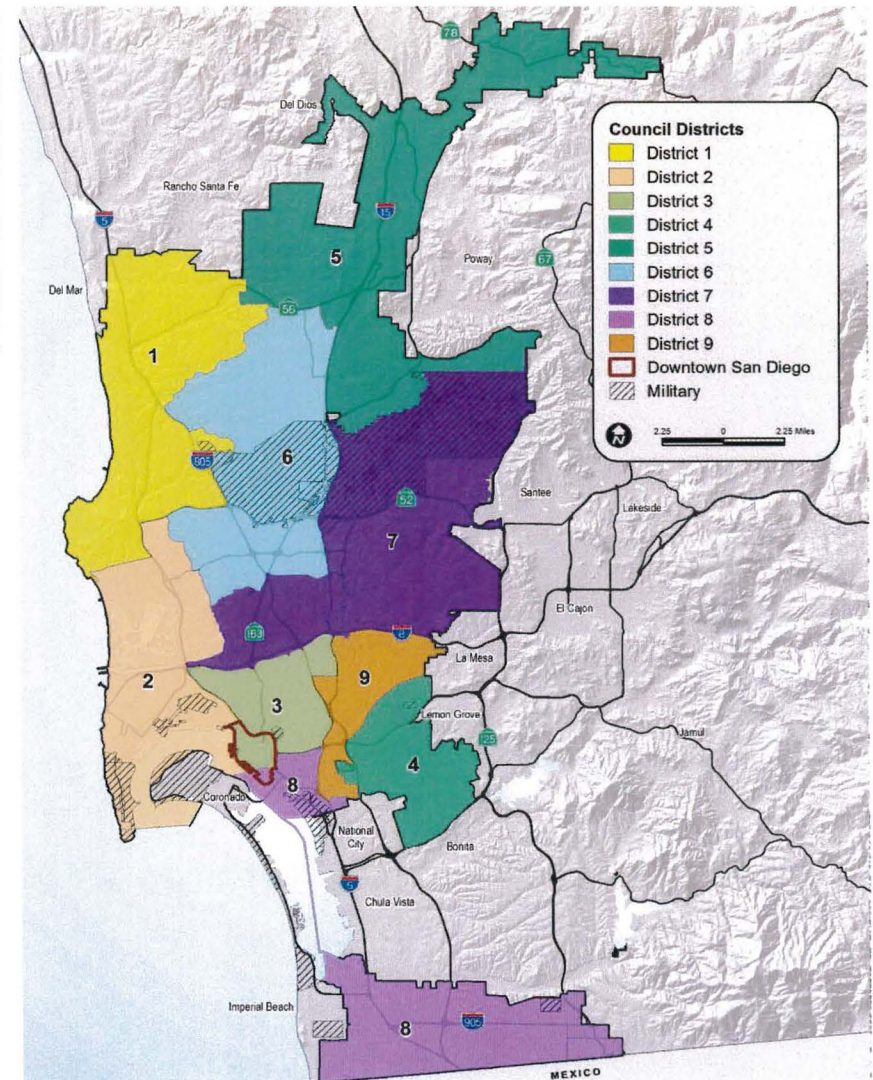 78
Del Dios
Council Districts
District 1
District 2
District 3
District 4
District 5
District 6
District 7
District 8
District 9
Downtown San Diego
Military
N
2.25 0 2.25 Miles
Rancho Santa Fe
5
15
5
Poway
67
Del Mar
56
1
6
805
52
Santee
Lakeside
7
El Cajon
163
8
La Mesa
2
9
3
Lemon Grove
125
Jamul
4
8
Coronado
National
City
Bonita
5
Chula Vista
Imperial Beach
8
905
MEXICO